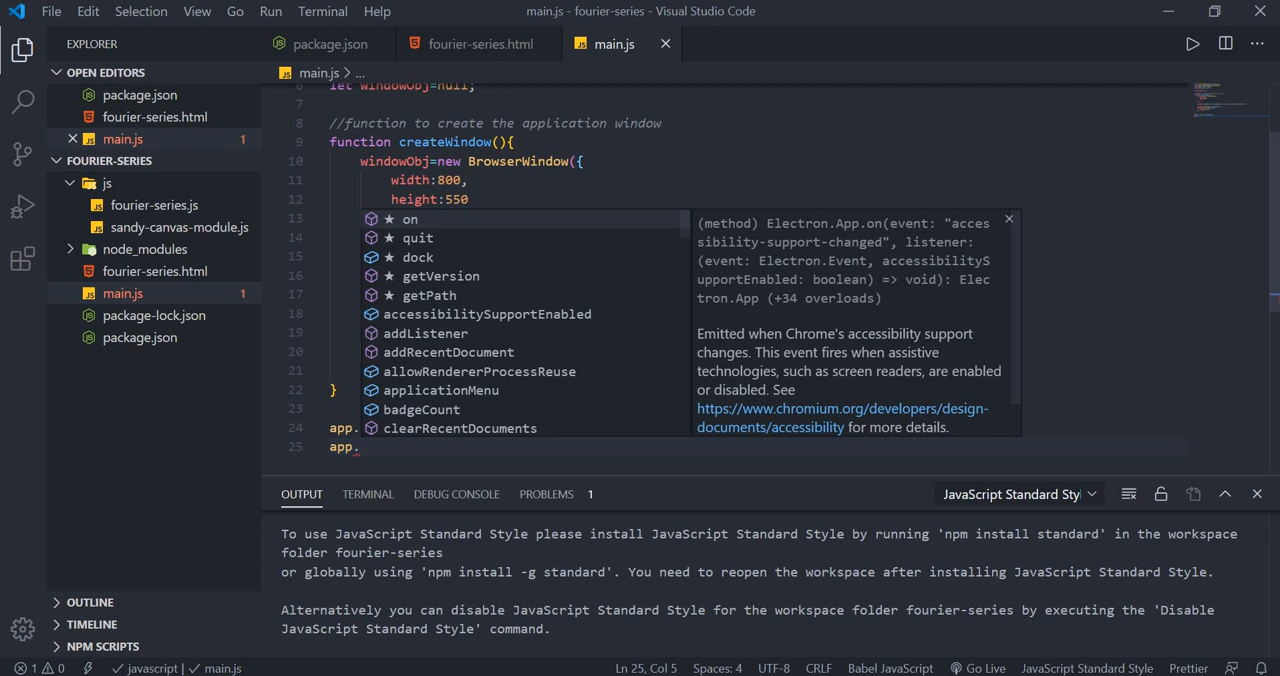 File Edit Selection View Go Run Terminal Help main.js - fourier-series - Visual Studio Code
EXPLORER
OPEN EDITORS
package.json
fourier-series.html
main.js 1
FOURIER-SERIES
js
fourier-series.js
sandy-canvas-module.js
node_modules
fourier-series.html
main.js 1
package-lock.json
package.json
OUTLINE
TIMELINE
NPM SCRIPTS
package.json fourier-series.html main.js
main.js > ...
6 let windowObj=null;
7
8 //function to create the application window
9 function createWindow(){
10 windowObj=new BrowserWindow({
11 width:800,
12 height:550
13
14
15
16
17
18
19
20
21
22 }
23
24 app.
25 app.
★ on
★ quit
★ dock
★ getVersion
★ getPath
accessibilitySupportEnabled
addListener
addRecentDocument
allowRendererProcessReuse
applicationMenu
badgeCount
clearRecentDocuments
(method) Electron.App.on(event: "acces
sibility-support-changed", listener:
(event: Electron.Event, accessibilityS
upportEnabled: boolean) => void): Elec
tron.App (+34 overloads)
Emitted when Chrome's accessibility support
changes. This event fires when assistive
technologies, such as screen readers, are enabled
or disabled. See
https://www.chromium.org/developers/design-
documents/accessibility for more details.
OUTPUT TERMINAL DEBUG CONSOLE PROBLEMS 1 JavaScript Standard Styl
To use JavaScript Standard Style please install JavaScript Standard Style by running 'npm install standard' in the workspace
folder fourier-series
or globally using 'npm install -g standard'. You need to reopen the workspace after installing JavaScript Standard Style.
Alternatively you can disable JavaScript Standard Style for the workspace folder fourier-series by executing the 'Disable
JavaScript Standard Style' command.
1 0 javascript | main.js Ln 25, Col 5 Spaces: 4 UTF-8 CRLF Babel JavaScript Go Live JavaScript Standard Style Prettier